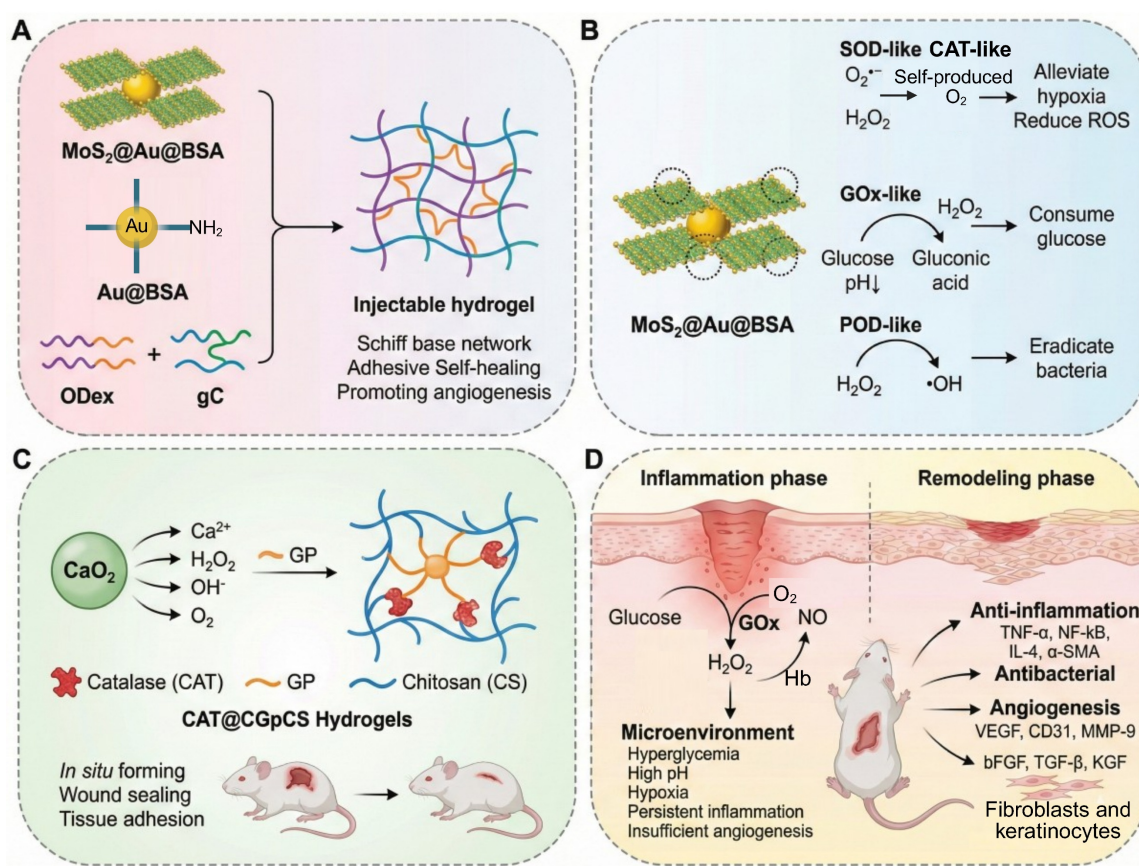 A
MoS₂@Au@BSA
Au
NH₂
Au@BSA
ODex
+
gC
Injectable hydrogel
Schiff base network
Adhesive Self-healing
Promoting angiogenesis
B
SOD-like CAT-like
O₂•⁻
Self-produced
O₂
H₂O₂
Alleviate
hypoxia
Reduce ROS
MoS₂@Au@BSA
GOx-like
H₂O₂
Glucose
pH↓
Gluconic
acid
Consume
glucose
POD-like
H₂O₂
•OH
Eradicate
bacteria
C
CaO₂
Ca²⁺
H₂O₂
OH⁻
O₂
GP
Catalase (CAT)
GP
Chitosan (CS)
CAT@CGpCS Hydrogels
In situ forming
Wound sealing
Tissue adhesion
D
Inflammation phase
Remodeling phase
Glucose
O₂
GOx
NO
H₂O₂
Hb
Microenvironment
Hyperglycemia
High pH
Hypoxia
Persistent inflammation
Insufficient angiogenesis
Anti-inflammation
TNF-α, NF-kB,
IL-4, α-SMA
Antibacterial
Angiogenesis
VEGF, CD31, MMP-9
bFGF, TGF-β, KGF
Fibroblasts and
keratinocytes